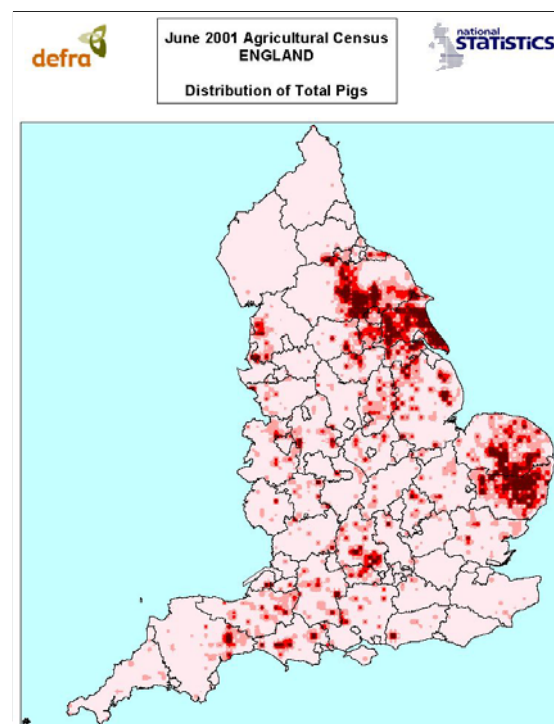 defra
June 2001 Agricultural Census
ENGLAND
Distribution of Total Pigs
national
STATISTICS